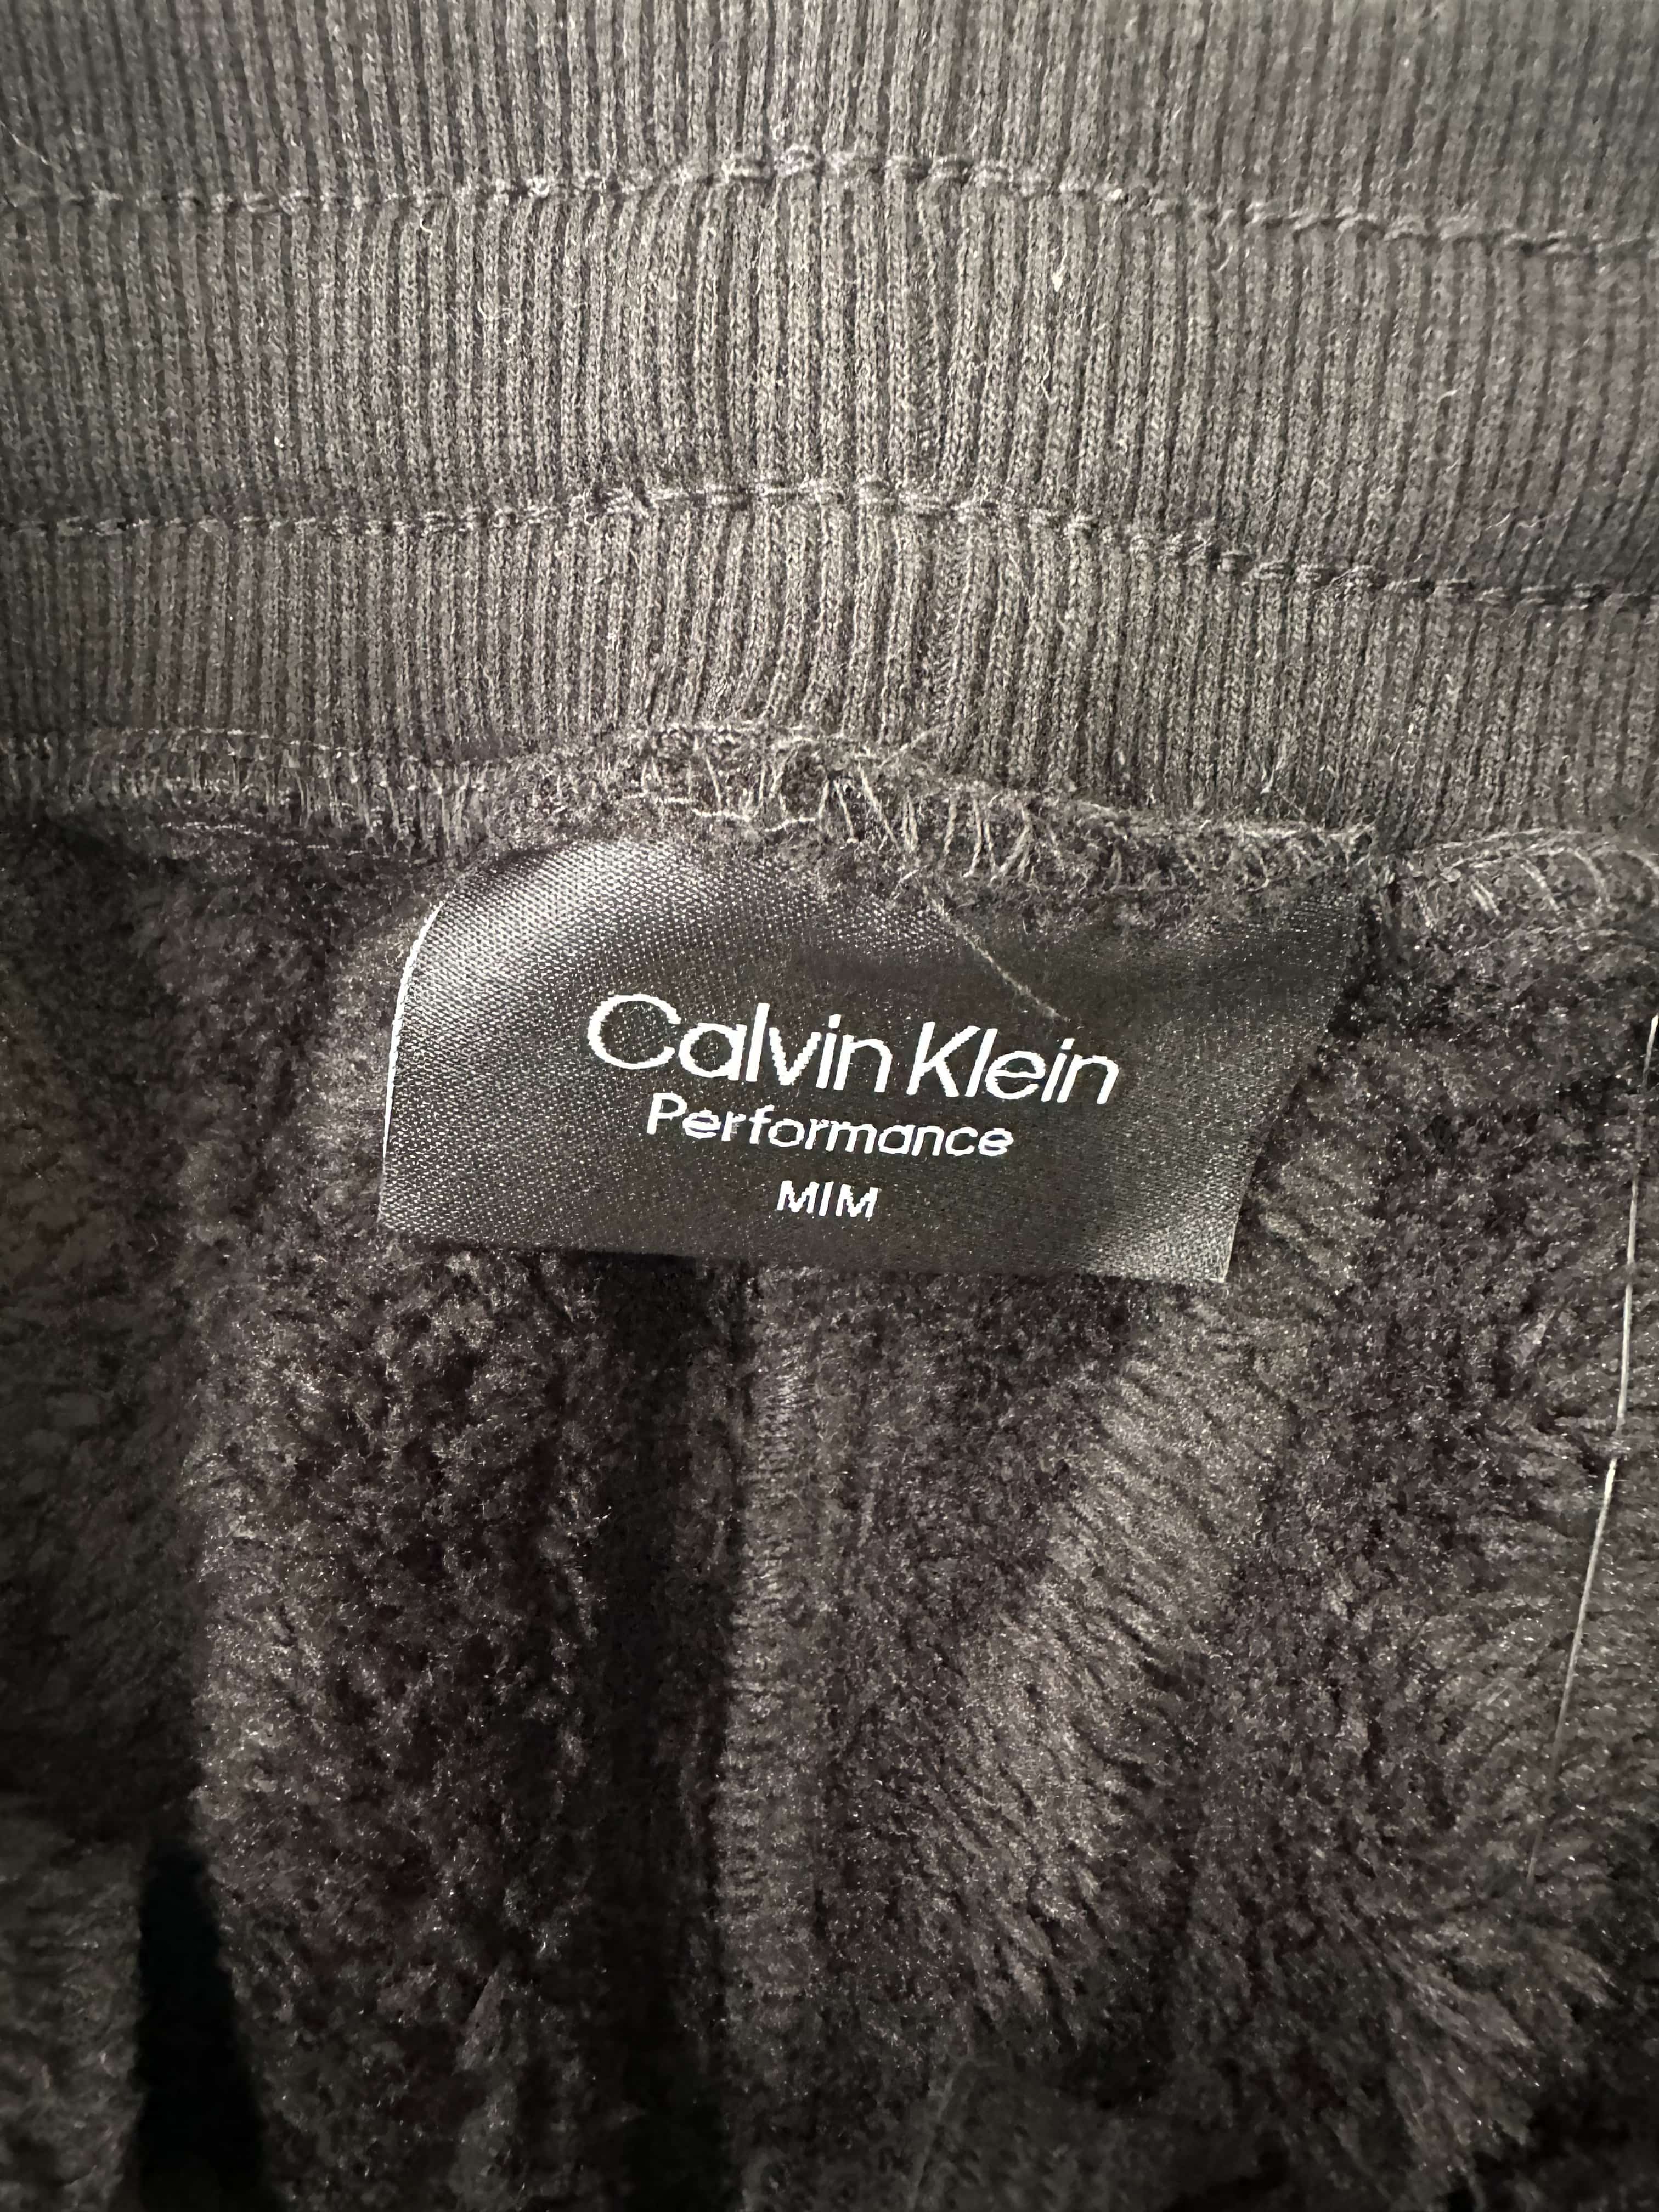 Calvin Klein
Performance
M|M